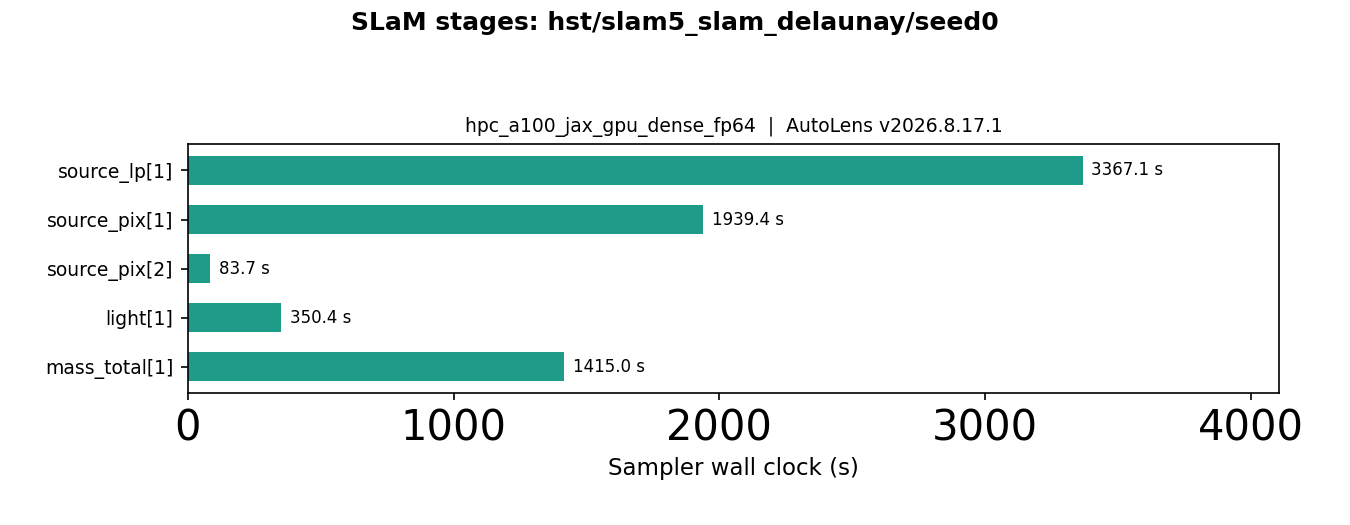 SLaM stages: hst/slam5_slam_delaunay/seed0
hpc_a100_jax_gpu_dense_fp64  |  AutoLens v2026.8.17.1
source_lp[1] 3367.1 s
source_pix[1] 1939.4 s
source_pix[2] 83.7 s
light[1] 350.4 s
mass_total[1] 1415.0 s
0 1000 2000 3000 4000
Sampler wall clock (s)